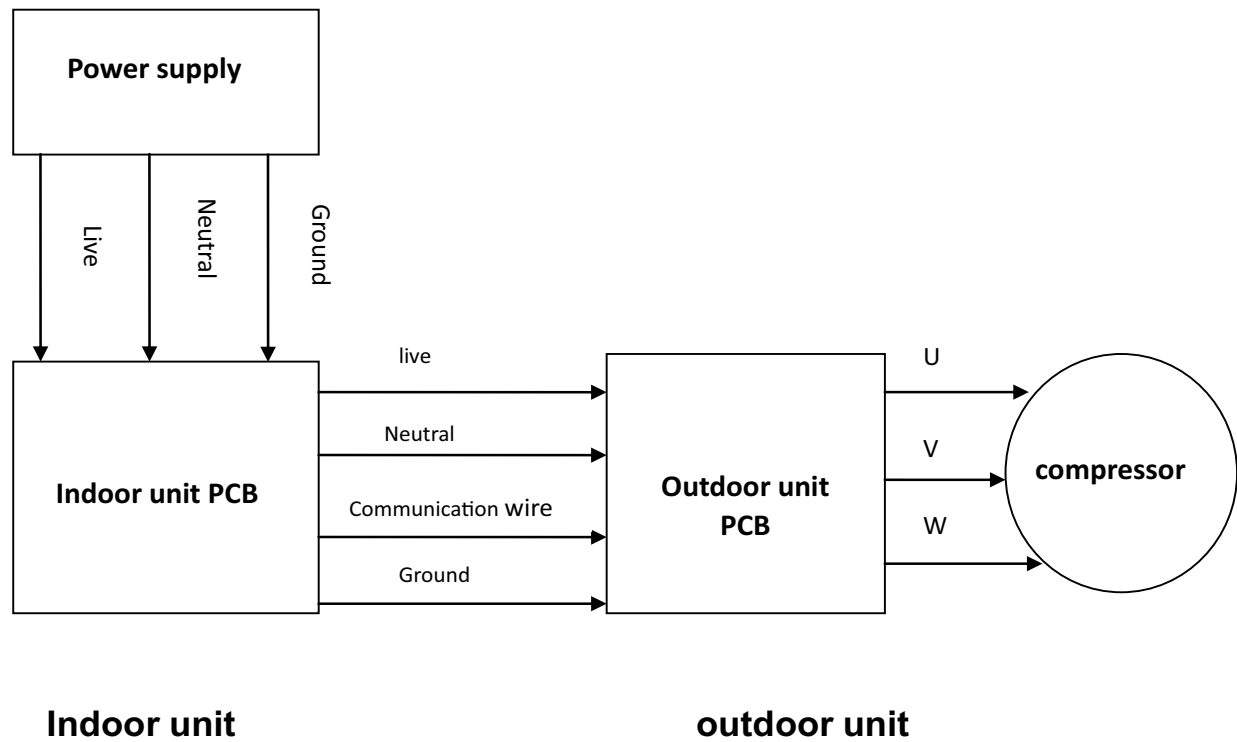 Power supply
Live
Neutral
Ground
live
Neutral
Communication wire
Ground
Indoor unit PCB
Outdoor unit
PCB
U
V
W
compressor
Indoor unit
outdoor unit